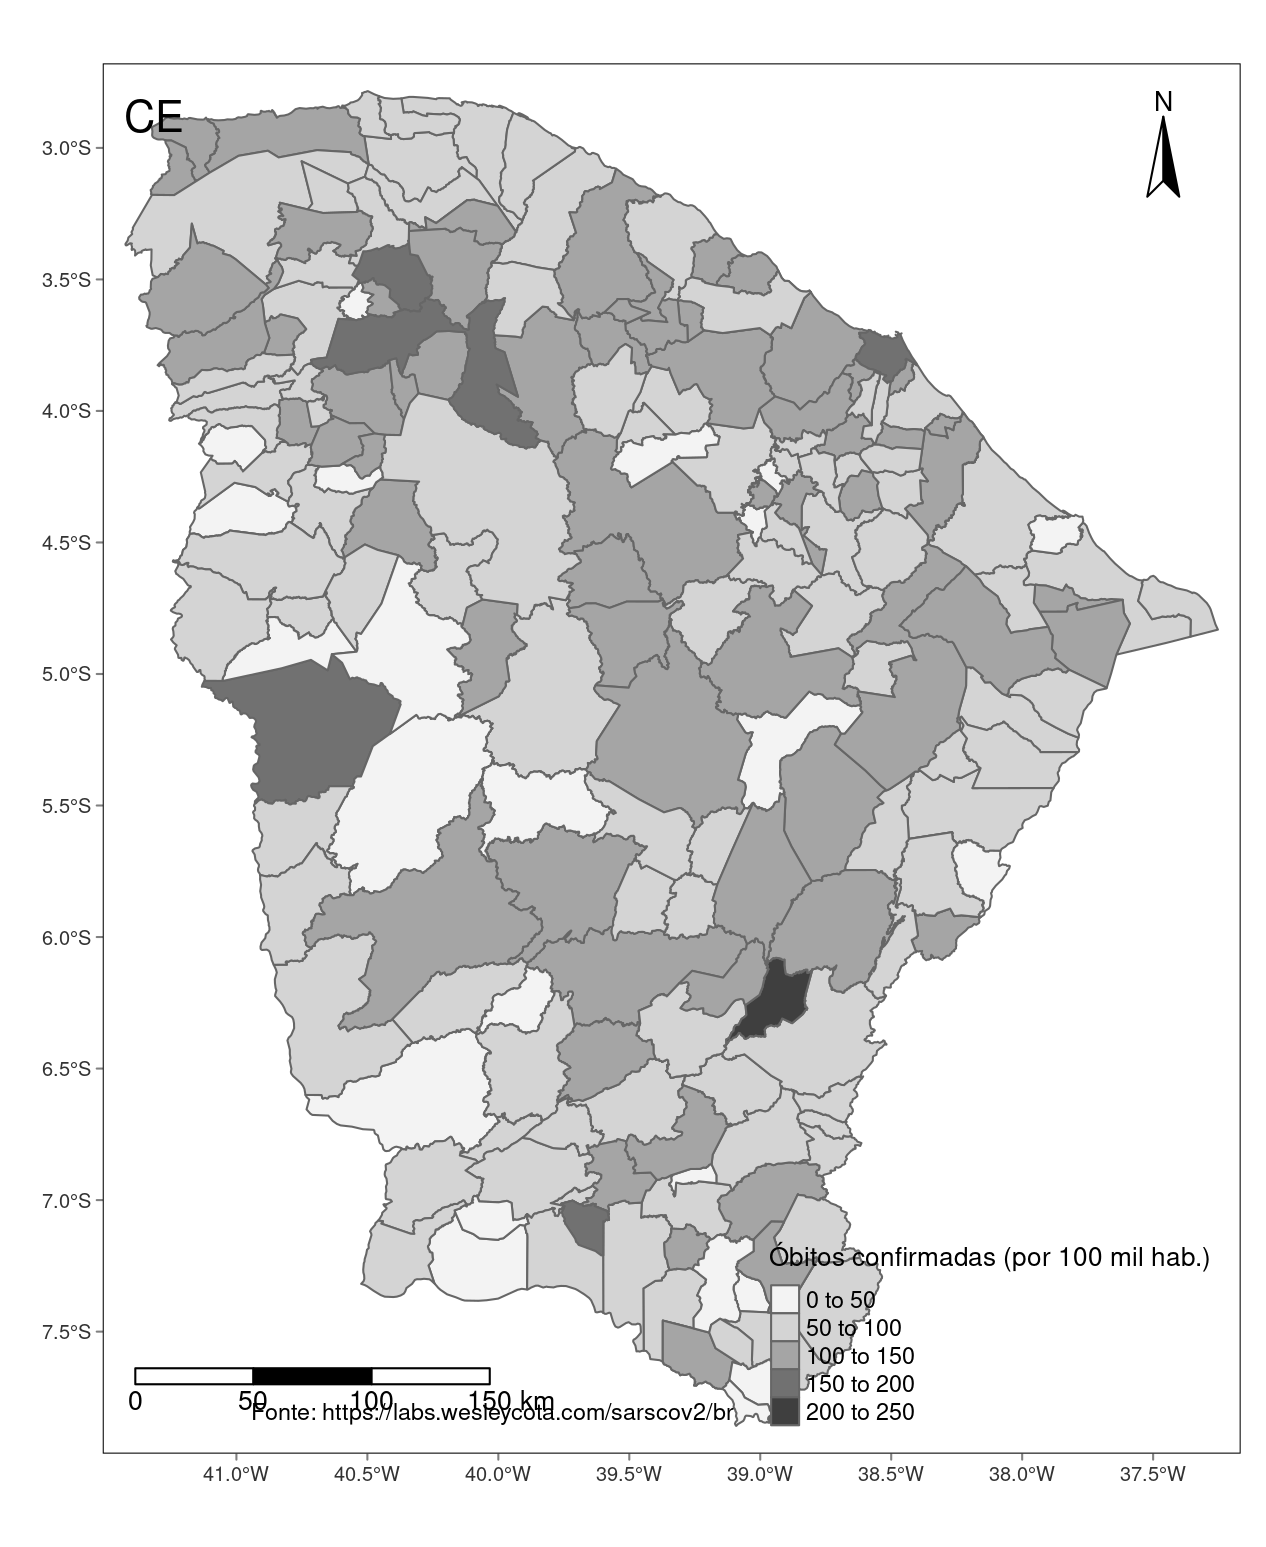 CE
N
3.0°S
3.5°S
4.0°S
4.5°S
5.0°S
5.5°S
6.0°S
6.5°S
7.0°S
7.5°S
Óbitos confirmadas (por 100 mil hab.)
0 to 50
50 to 100
100 to 150
150 to 200
200 to 250
0 50 100 150 km
Fonte: https://labs.wesleycota.com/sarscov2/br
41.0°W 40.5°W 40.0°W 39.5°W 39.0°W 38.5°W 38.0°W 37.5°W